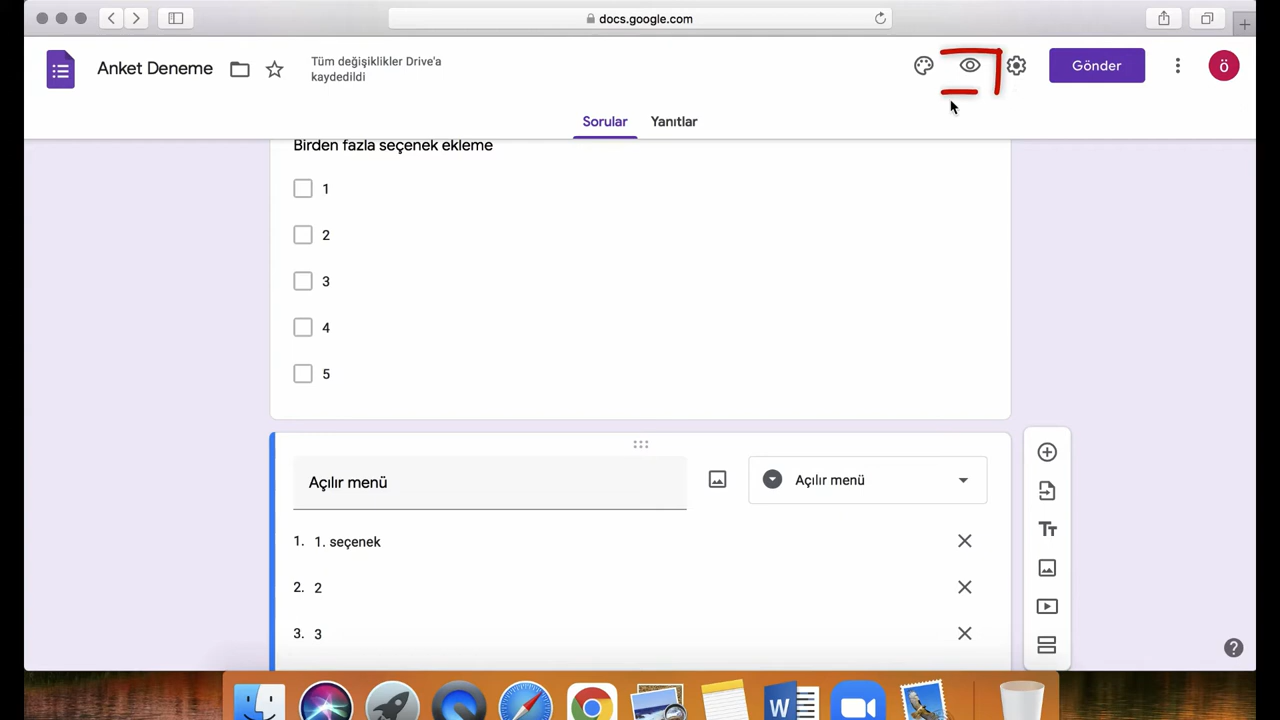 docs.google.com
Anket Deneme
Tüm değişiklikler Drive'a
kaydedildi
Gönder
ö
Sorular
Yanıtlar
Birden fazla seçenek ekleme
1
2
3
4
5
Açılır menü
Açılır menü
1. 1. seçenek
2. 2
3. 3
Tт
?
W